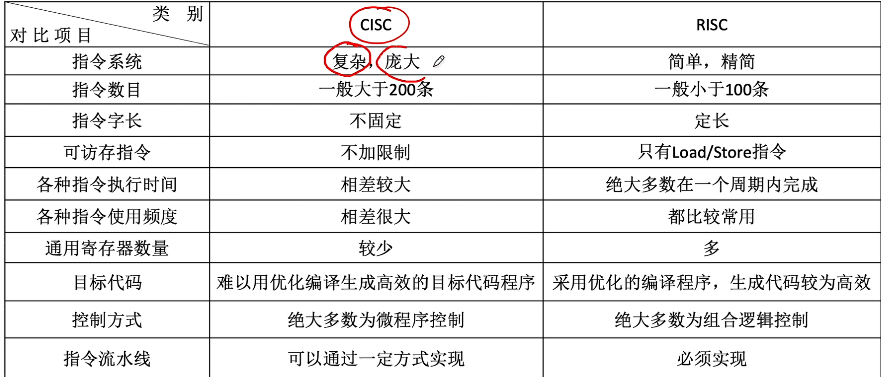 类 别
对比项目 CISC RISC
指令系统 复杂，庞大 简单，精简
指令数目 一般大于200条 一般小于100条
指令字长 不固定 定长
可访存指令 不加限制 只有Load/Store指令
各种指令执行时间 相差较大 绝大多数在一个周期内完成
各种指令使用频度 相差很大 都比较常用
通用寄存器数量 较少 多
目标代码 难以用优化编译生成高效的目标代码程序 采用优化的编译程序，生成代码较为高效
控制方式 绝大多数为微程序控制 绝大多数为组合逻辑控制
指令流水线 可以通过一定方式实现 必须实现